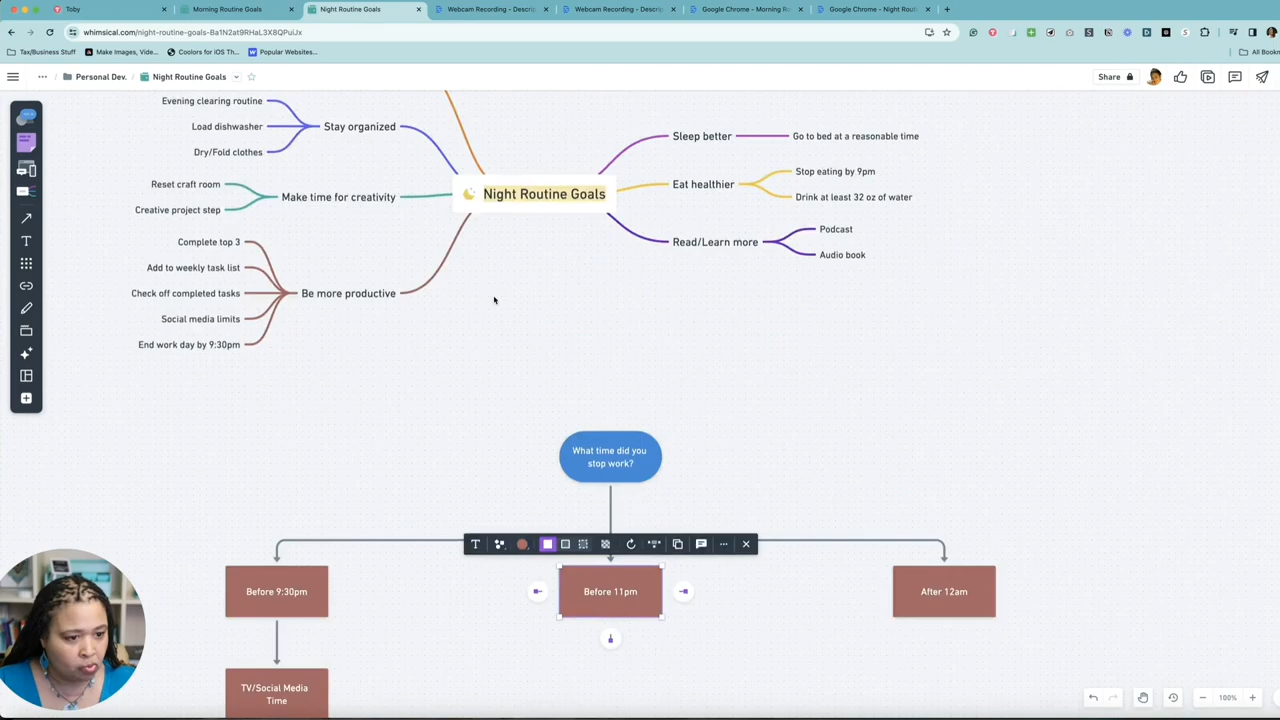 Toby
Morning Routine Goals
Night Routine Goals
Webcam Recording - Descrip
Webcam Recording - Descrip
Google Chrome - Morning Ro
Google Chrome - Night Rout
whimsical.com/night-routine-goals-Ba1N2at9RHaL3X8QPuiJx
Tax/Business Stuff
Make Images, Vide...
Coolors for iOS Th...
Popular Websites...
All Bookm
Personal Dev. / Night Routine Goals
Share
Evening clearing routine
Load dishwasher
Dry/Fold clothes
Stay organized
Reset craft room
Creative project step
Make time for creativity
Complete top 3
Add to weekly task list
Check off completed tasks
Social media limits
End work day by 9:30pm
Be more productive
Night Routine Goals
Sleep better
Go to bed at a reasonable time
Eat healthier
Stop eating by 9pm
Drink at least 32 oz of water
Read/Learn more
Podcast
Audio book
What time did you
stop work?
Before 9:30pm
Before 11pm
After 12am
TV/Social Media
Time
100%